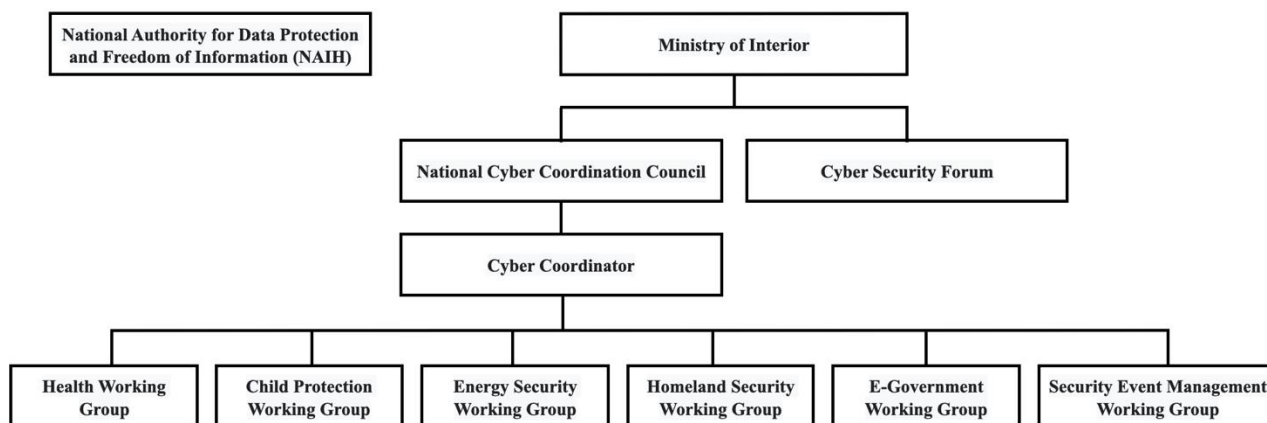 National Authority for Data Protection
and Freedom of Information (NAIH)
Ministry of Interior
National Cyber Coordination Council
Cyber Security Forum
Cyber Coordinator
Health Working
Group
Child Protection
Working Group
Energy Security
Working Group
Homeland Security
Working Group
E-Government
Working Group
Security Event Management
Working Group